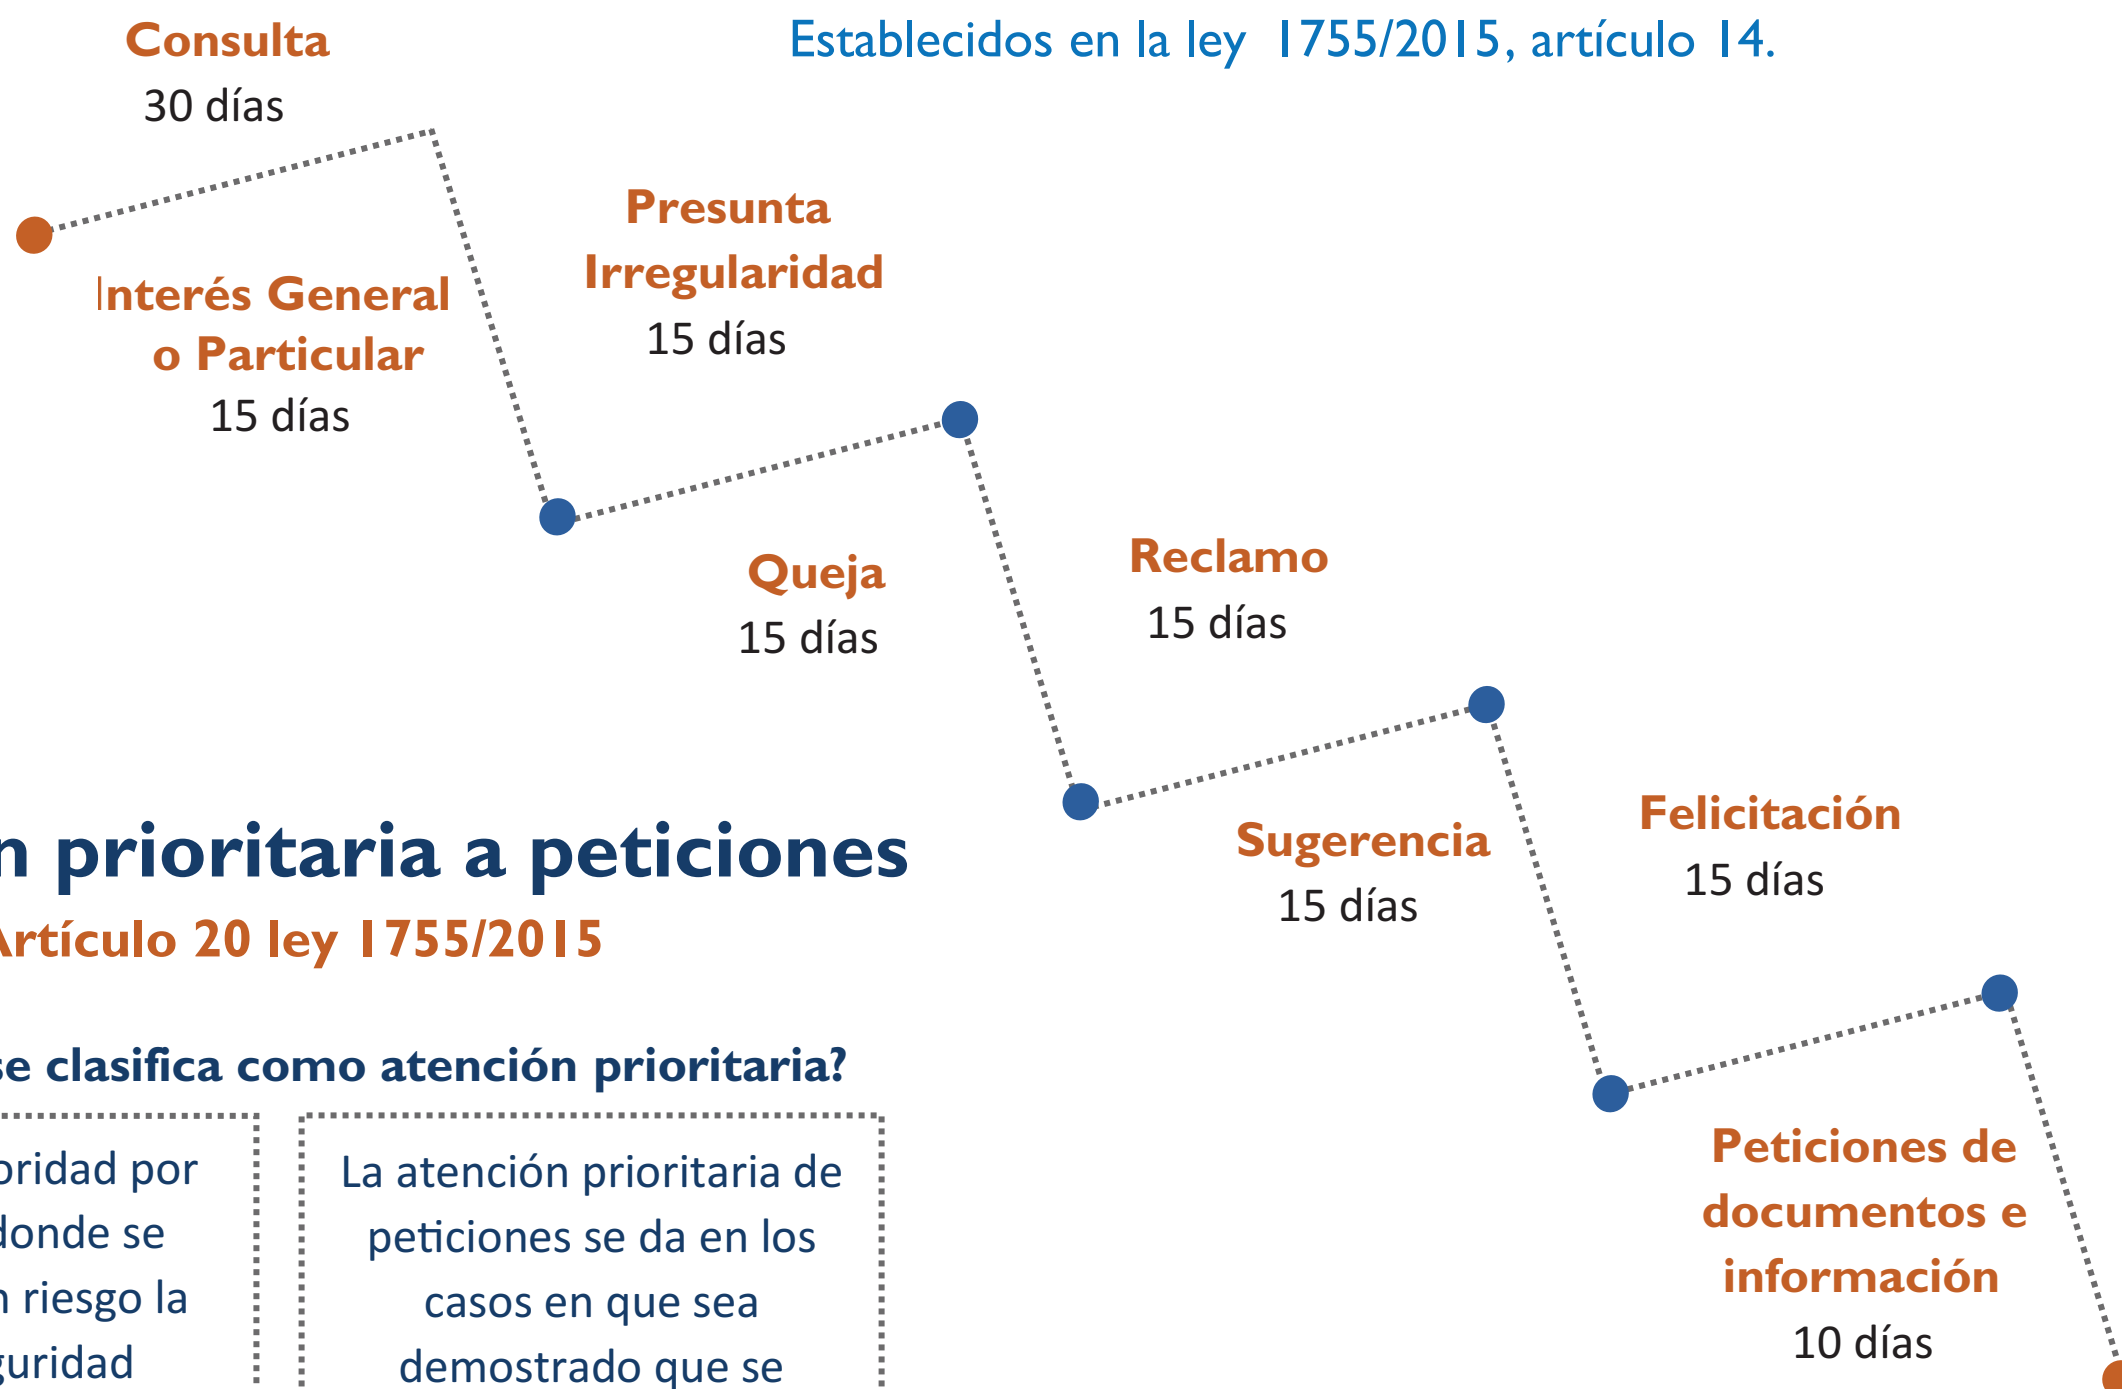 Establecidos en la ley 1755/2015, artículo 14.
Consulta
30 días
Interés General
o Particular
15 días
Presunta
Irregularidad
15 días
Queja
15 días
Reclamo
15 días
Sugerencia
15 días
Felicitación
15 días
Peticiones de
documentos e
información
10 días
n prioritaria a peticiones
Artículo 20 ley 1755/2015
se clasifica como atención prioritaria?
oridad por
donde se
n riesgo la
guridad
La atención prioritaria de
peticiones se da en los
casos en que sea
demostrado que se